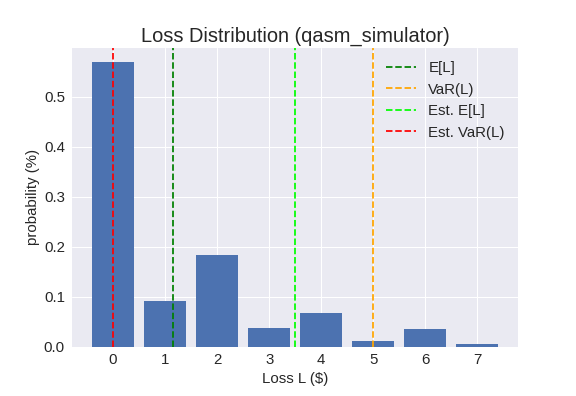 Loss Distribution (qasm_simulator)
E[L]
VaR(L)
Est. E[L]
Est. VaR(L)
probability (%)
0.5
0.4
0.3
0.2
0.1
0.0
0 1 2 3 4 5 6 7
Loss L ($)